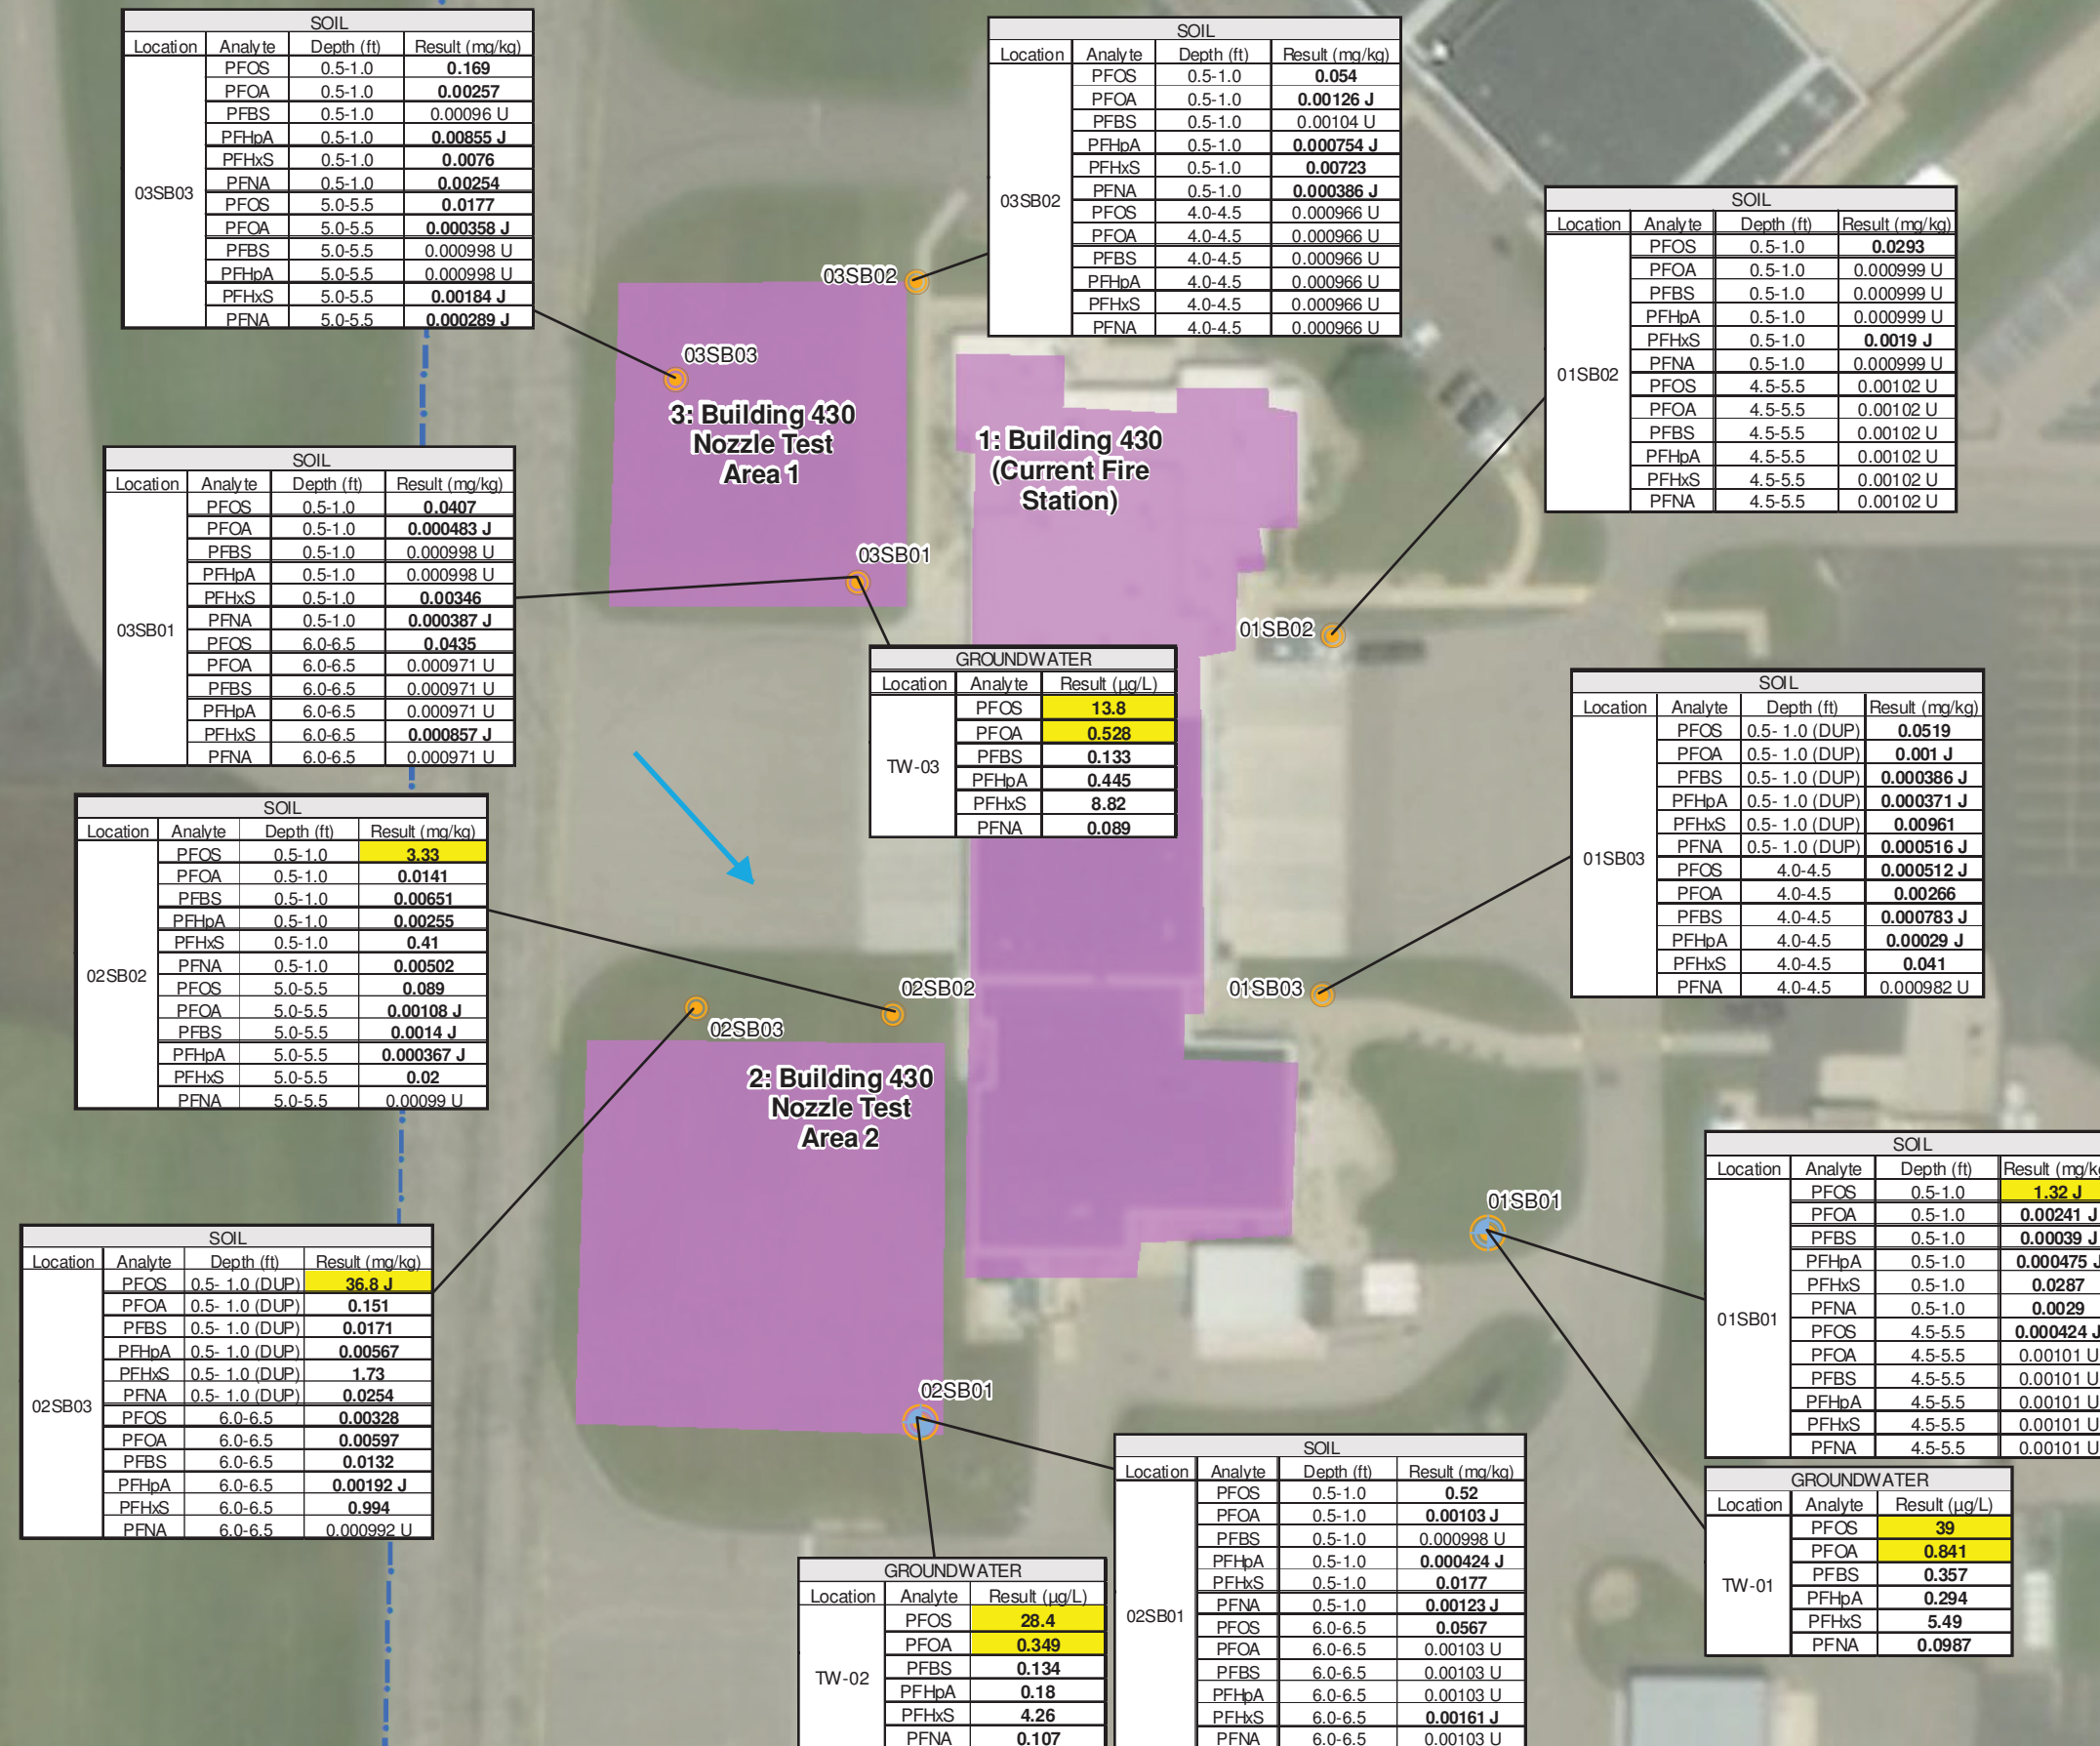 SOIL
Location Analyte Depth (ft) Result (mg/kg)
03SB03
PFOS 0.5-1.0 0.169
PFOA 0.5-1.0 0.00257
PFBS 0.5-1.0 0.00096 U
PFHpA 0.5-1.0 0.00855 J
PFHxS 0.5-1.0 0.0076
PFNA 0.5-1.0 0.00254
PFOS 5.0-5.5 0.0177
PFOA 5.0-5.5 0.000358 J
PFBS 5.0-5.5 0.000998 U
PFHpA 5.0-5.5 0.000998 U
PFHxS 5.0-5.5 0.00184 J
PFNA 5.0-5.5 0.000289 J
SOIL
Location Analyte Depth (ft) Result (mg/kg)
03SB02
PFOS 0.5-1.0 0.054
PFOA 0.5-1.0 0.00126 J
PFBS 0.5-1.0 0.00104 U
PFHpA 0.5-1.0 0.000754 J
PFHxS 0.5-1.0 0.00723
PFNA 0.5-1.0 0.000386 J
PFOS 4.0-4.5 0.000966 U
PFOA 4.0-4.5 0.000966 U
PFBS 4.0-4.5 0.000966 U
PFHpA 4.0-4.5 0.000966 U
PFHxS 4.0-4.5 0.000966 U
PFNA 4.0-4.5 0.000966 U
SOIL
Location Analyte Depth (ft) Result (mg/kg)
01SB02
PFOS 0.5-1.0 0.0293
PFOA 0.5-1.0 0.000999 U
PFBS 0.5-1.0 0.000999 U
PFHpA 0.5-1.0 0.000999 U
PFHxS 0.5-1.0 0.0019 J
PFNA 0.5-1.0 0.000999 U
PFOS 4.5-5.5 0.00102 U
PFOA 4.5-5.5 0.00102 U
PFBS 4.5-5.5 0.00102 U
PFHpA 4.5-5.5 0.00102 U
PFHxS 4.5-5.5 0.00102 U
PFNA 4.5-5.5 0.00102 U
03SB02
03SB03
3: Building 430
Nozzle Test
Area 1
1: Building 430
(Current Fire
Station)
03SB01
01SB02
SOIL
Location Analyte Depth (ft) Result (mg/kg)
03SB01
PFOS 0.5-1.0 0.0407
PFOA 0.5-1.0 0.000483 J
PFBS 0.5-1.0 0.000998 U
PFHpA 0.5-1.0 0.000998 U
PFHxS 0.5-1.0 0.00346
PFNA 0.5-1.0 0.000387 J
PFOS 6.0-6.5 0.0435
PFOA 6.0-6.5 0.000971 U
PFBS 6.0-6.5 0.000971 U
PFHpA 6.0-6.5 0.000971 U
PFHxS 6.0-6.5 0.000857 J
PFNA 6.0-6.5 0.000971 U
GROUNDWATER
Location Analyte Result (µg/L)
TW-03
PFOS 13.8
PFOA 0.528
PFBS 0.133
PFHpA 0.445
PFHxS 8.82
PFNA 0.089
SOIL
Location Analyte Depth (ft) Result (mg/kg)
01SB03
PFOS 0.5- 1.0 (DUP) 0.0519
PFOA 0.5- 1.0 (DUP) 0.001 J
PFBS 0.5- 1.0 (DUP) 0.000386 J
PFHpA 0.5- 1.0 (DUP) 0.000371 J
PFHxS 0.5- 1.0 (DUP) 0.00961
PFNA 0.5- 1.0 (DUP) 0.000516 J
PFOS 4.0-4.5 0.000512 J
PFOA 4.0-4.5 0.00266
PFBS 4.0-4.5 0.000783 J
PFHpA 4.0-4.5 0.00029 J
PFHxS 4.0-4.5 0.041
PFNA 4.0-4.5 0.000982 U
SOIL
Location Analyte Depth (ft) Result (mg/kg)
02SB02
PFOS 0.5-1.0 3.33
PFOA 0.5-1.0 0.0141
PFBS 0.5-1.0 0.00651
PFHpA 0.5-1.0 0.00255
PFHxS 0.5-1.0 0.41
PFNA 0.5-1.0 0.00502
PFOS 5.0-5.5 0.089
PFOA 5.0-5.5 0.00108 J
PFBS 5.0-5.5 0.0014 J
PFHpA 5.0-5.5 0.000367 J
PFHxS 5.0-5.5 0.02
PFNA 5.0-5.5 0.00099 U
02SB02
02SB03
01SB03
2: Building 430
Nozzle Test
Area 2
01SB01
02SB01
SOIL
Location Analyte Depth (ft) Result (mg/kg)
02SB03
PFOS 0.5- 1.0 (DUP) 36.8 J
PFOA 0.5- 1.0 (DUP) 0.151
PFBS 0.5- 1.0 (DUP) 0.0171
PFHpA 0.5- 1.0 (DUP) 0.00567
PFHxS 0.5- 1.0 (DUP) 1.73
PFNA 0.5- 1.0 (DUP) 0.0254
PFOS 6.0-6.5 0.00328
PFOA 6.0-6.5 0.00597
PFBS 6.0-6.5 0.0132
PFHpA 6.0-6.5 0.00192 J
PFHxS 6.0-6.5 0.994
PFNA 6.0-6.5 0.000992 U
SOIL
Location Analyte Depth (ft) Result (mg/k
01SB01
PFOS 0.5-1.0 1.32 J
PFOA 0.5-1.0 0.00241 J
PFBS 0.5-1.0 0.00039 J
PFHpA 0.5-1.0 0.000475 J
PFHxS 0.5-1.0 0.0287
PFNA 0.5-1.0 0.0029
PFOS 4.5-5.5 0.000424 J
PFOA 4.5-5.5 0.00101 U
PFBS 4.5-5.5 0.00101 U
PFHpA 4.5-5.5 0.00101 U
PFHxS 4.5-5.5 0.00101 U
PFNA 4.5-5.5 0.00101 U
GROUNDWATER
Location Analyte Result (µg/L)
TW-01
PFOS 39
PFOA 0.841
PFBS 0.357
PFHpA 0.294
PFHxS 5.49
PFNA 0.0987
SOIL
Location Analyte Depth (ft) Result (mg/kg)
02SB01
PFOS 0.5-1.0 0.52
PFOA 0.5-1.0 0.00103 J
PFBS 0.5-1.0 0.000998 U
PFHpA 0.5-1.0 0.000424 J
PFHxS 0.5-1.0 0.0177
PFNA 0.5-1.0 0.00123 J
PFOS 6.0-6.5 0.0567
PFOA 6.0-6.5 0.00103 U
PFBS 6.0-6.5 0.00103 U
PFHpA 6.0-6.5 0.00103 U
PFHxS 6.0-6.5 0.00161 J
PFNA 6.0-6.5 0.00103 U
GROUNDWATER
Location Analyte Result (µg/L)
TW-02
PFOS 28.4
PFOA 0.349
PFBS 0.134
PFHpA 0.18
PFHxS 4.26
PFNA 0.107